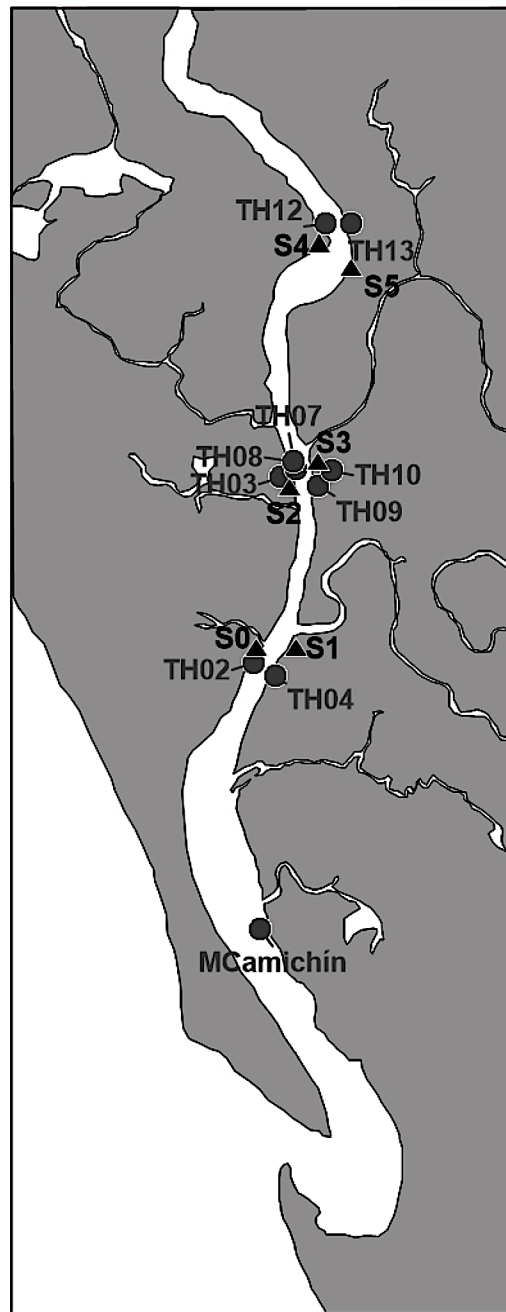 TH12
S4
TH13
S5
TH07
S3
TH08
TH10
TH03
S2
TH09
S0
S1
TH02
TH04
MCamichín